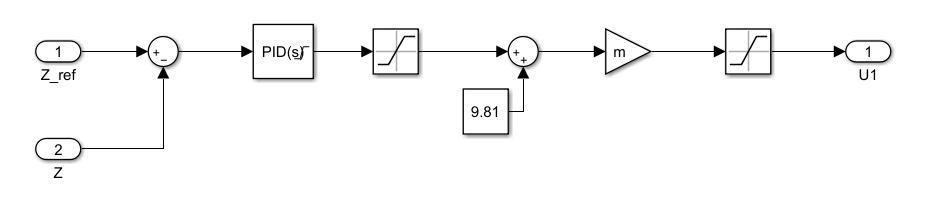 1
Z_ref
+
−
PID(s)
+
+
9.81
m
1
U1
2
Z